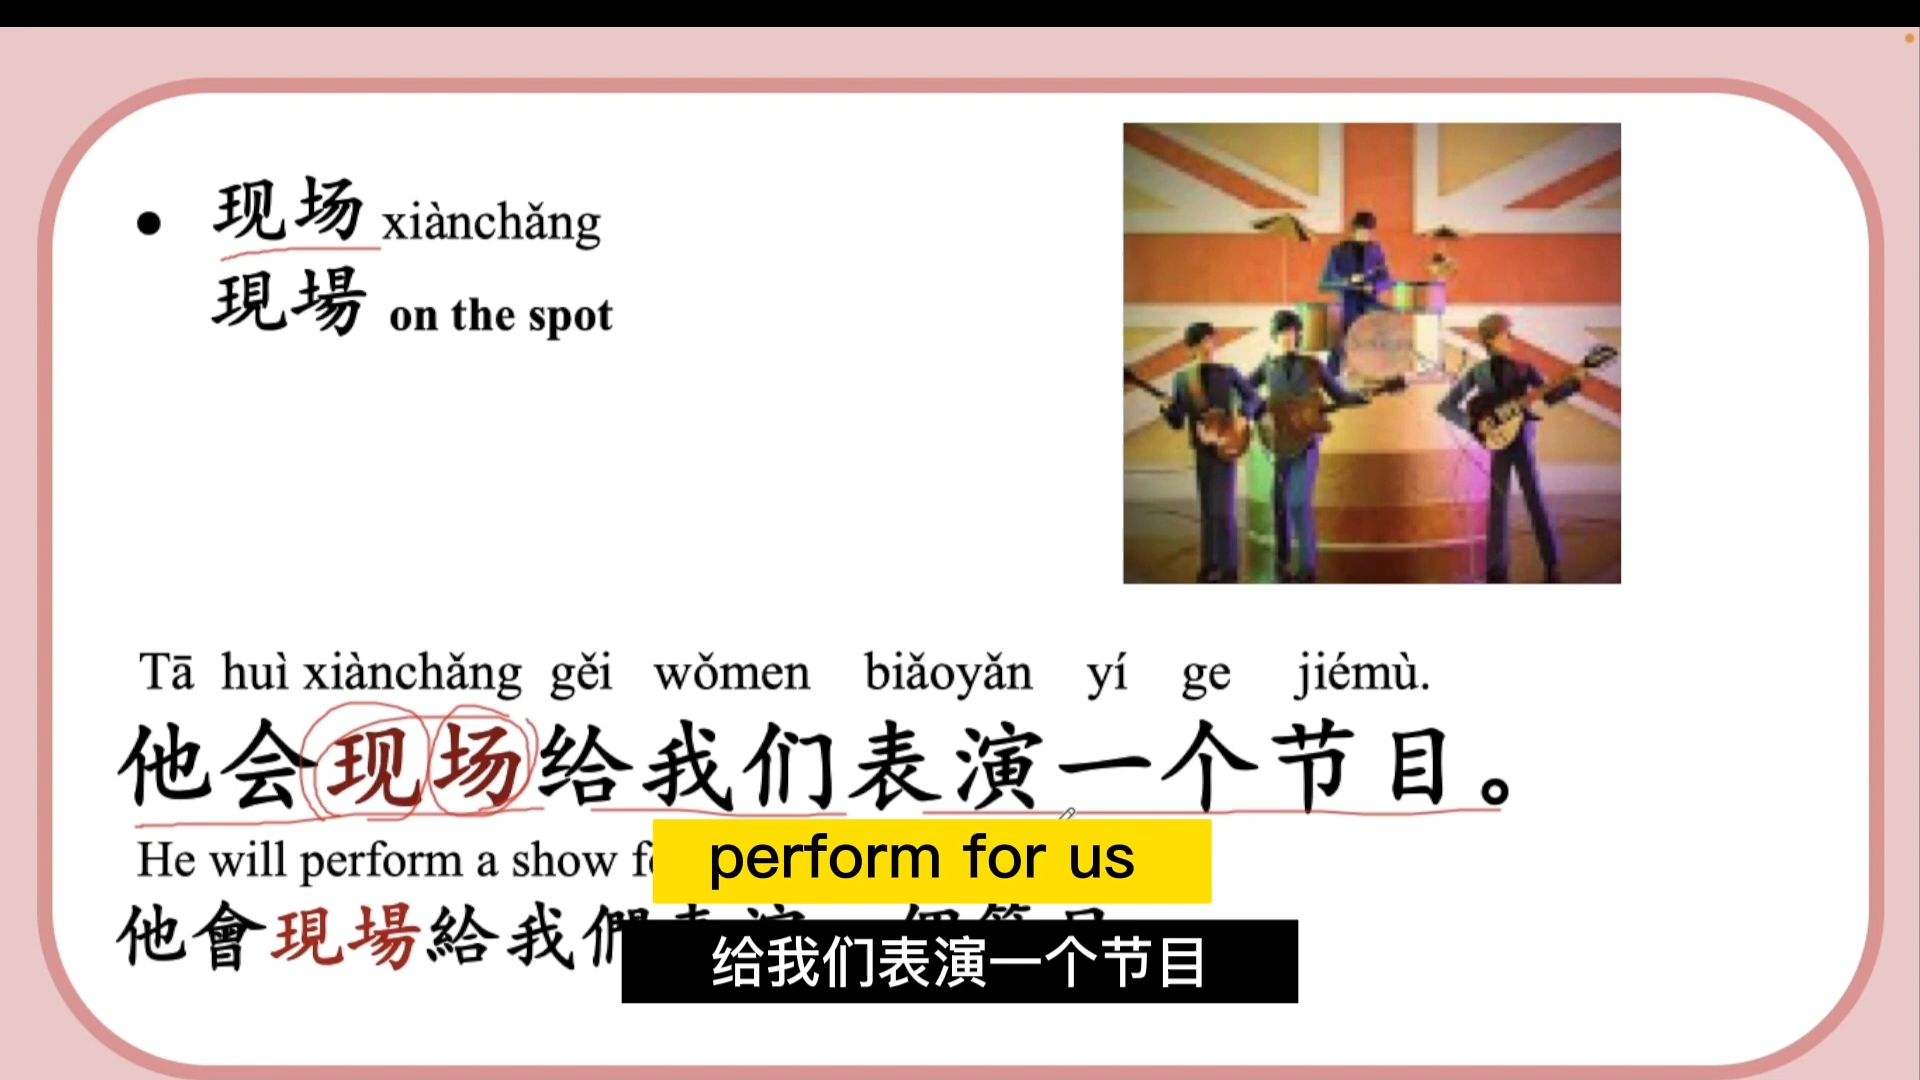 ● 现场 xiànchǎng
現場 on the spot
Tā huì xiànchǎng gěi wǒmen biǎoyǎn yí ge jiémù.
他会现场给我们表演一个节目。
He will perform a show
perform for us
他會現場給我們
给我们表演一个节目